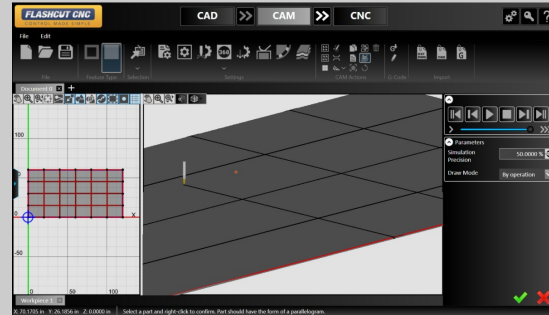 FLASHCUT CNC
CONTROL MADE SIMPLE
CAD
CAM
CNC
File Edit
File
Feature Type
Selection
Settings
CAM Actions
G-Code
Import
Document 0
100
0
-50
0 50 100
X
Parameters
Simulation Precision
50.0000 %
Draw Mode
By operation
Workpiece 1
X: 70.1705 in Y: 26.1856 in Z: 0.0000 in Select a part and right-click to confirm. Part should have the form of a parallelogram.